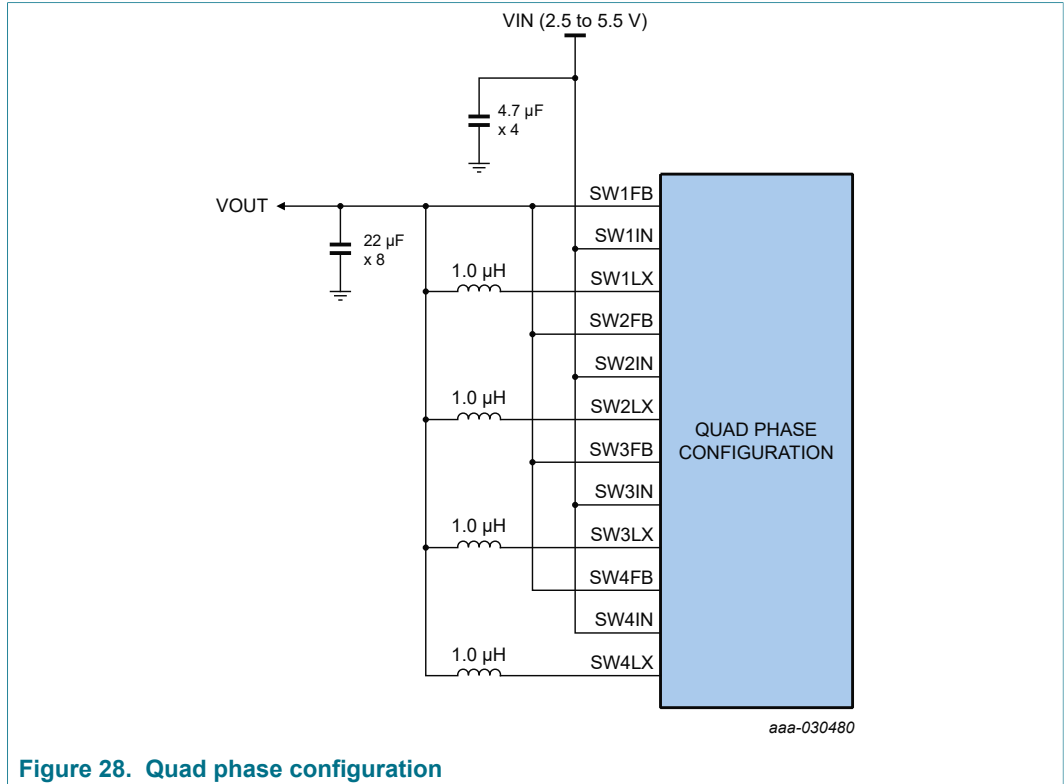 VIN (2.5 to 5.5 V)
4.7 µF
x 4
SW1FB
VOUT
SW1IN
22 µF
x 8
1.0 µH
SW1LX
SW2FB
SW2IN
1.0 µH
SW2LX
QUAD PHASE
CONFIGURATION
SW3FB
SW3IN
1.0 µH
SW3LX
SW4FB
SW4IN
1.0 µH
SW4LX
aaa-030480
Figure 28. Quad phase configuration